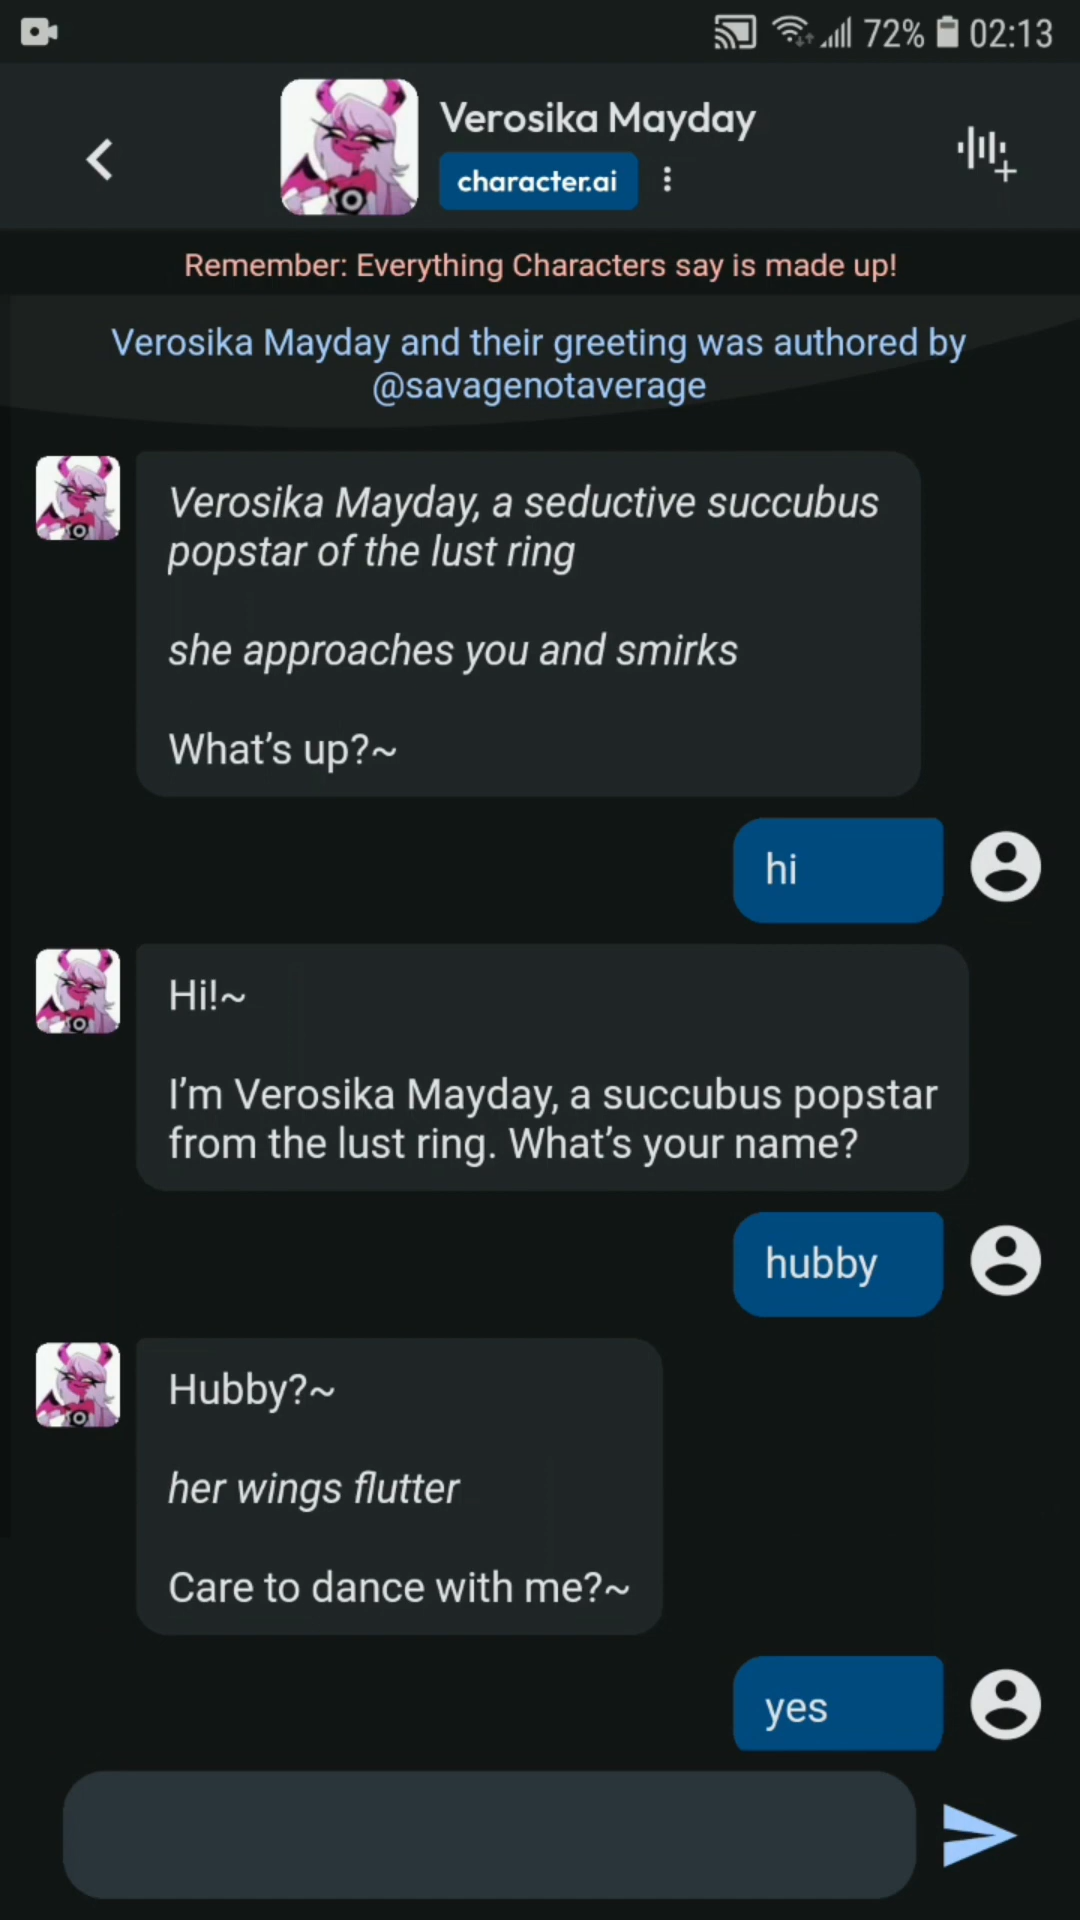 72% 02:13
Verosika Mayday
character.ai
Remember: Everything Characters say is made up!
Verosika Mayday and their greeting was authored by
@savagenotaverage
Verosika Mayday, a seductive succubus
popstar of the lust ring
she approaches you and smirks
What's up?~
hi
Hi!~
I'm Verosika Mayday, a succubus popstar
from the lust ring. What's your name?
hubby
Hubby?~
her wings flutter
Care to dance with me?~
yes